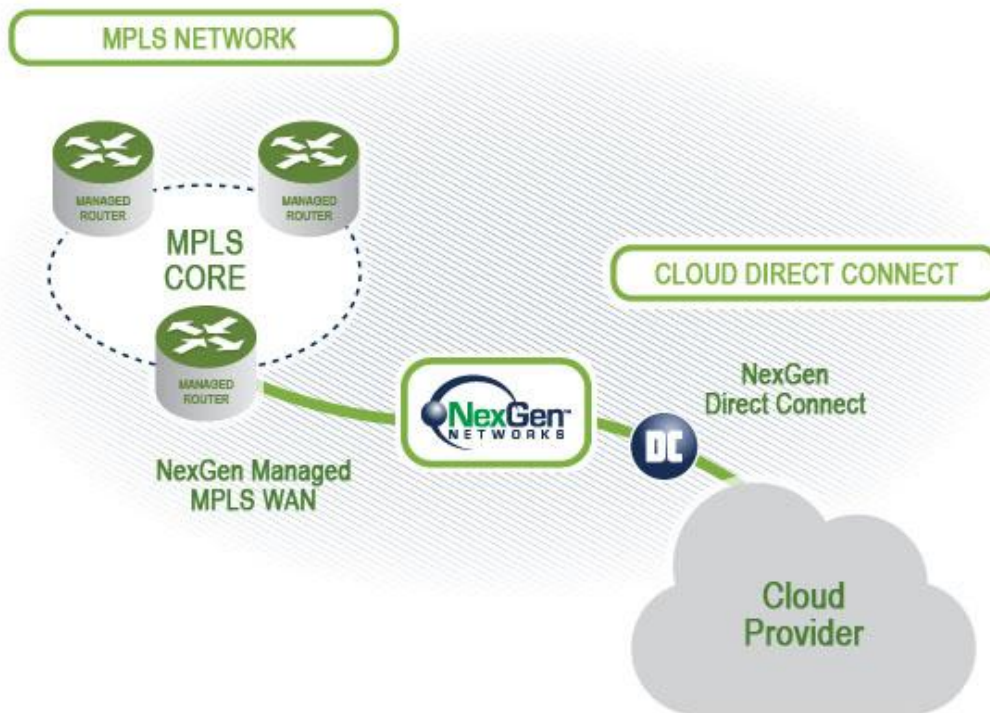 MPLS NETWORK
MANAGED
ROUTER
MANAGED
ROUTER
MPLS
CORE
MANAGED
ROUTER
NexGen Managed
MPLS WAN
NexGen™
NETWORKS
CLOUD DIRECT CONNECT
NexGen
Direct Connect
DC
Cloud
Provider